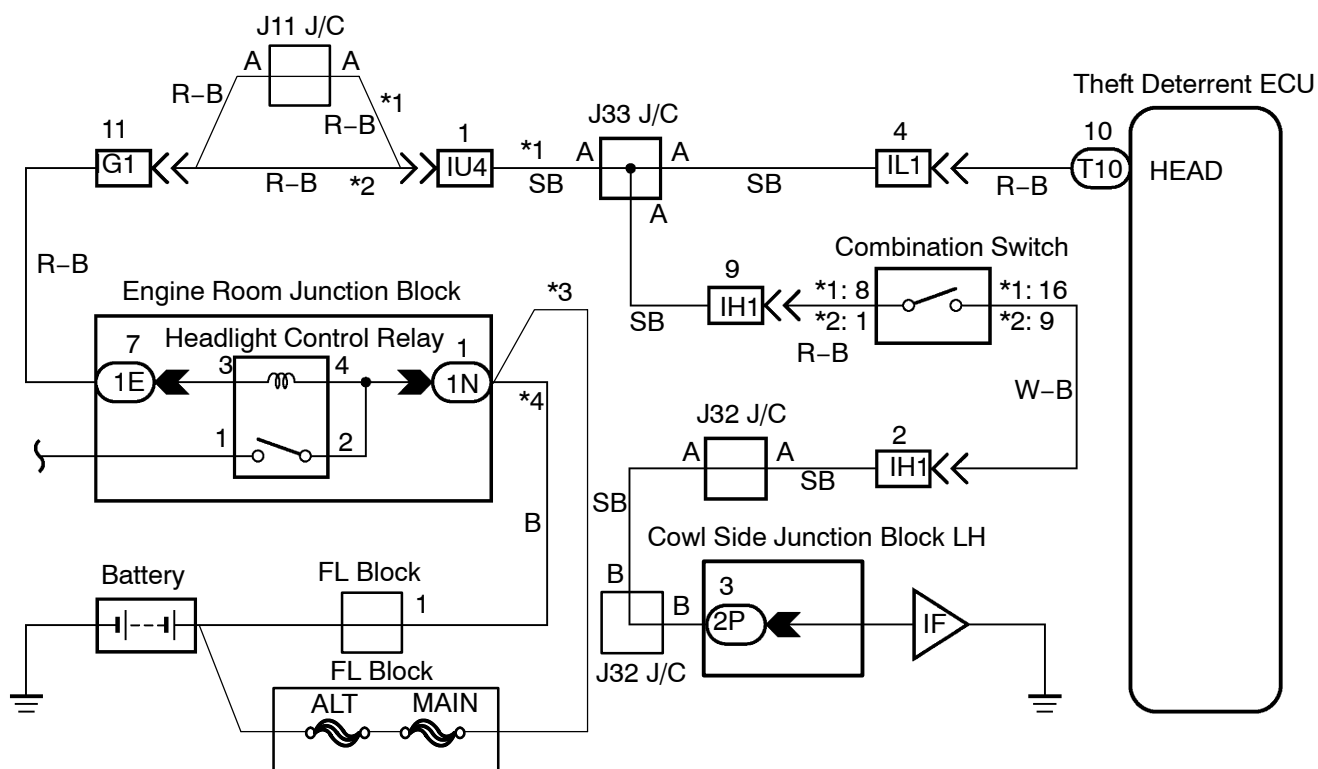 J11 J/C
A A
R–B
*1
R–B
11
G1
R–B
*2
1
IU4
*1
SB
J33 J/C
A A
A
SB
4
IL1
R–B
10
T10
Theft Deterrent ECU
HEAD
R–B
Engine Room Junction Block
*3
Headlight Control Relay
7
1E
3
4
1
1N
1
2
*4
B
SB
9
IH1
Combination Switch
*1: 8
*2: 1
R–B
*1: 16
*2: 9
W–B
J32 J/C
A A
SB
2
IH1
SB
Cowl Side Junction Block LH
B
B
3
2P
IF
J32 J/C
Battery
FL Block
1
FL Block
ALT
MAIN